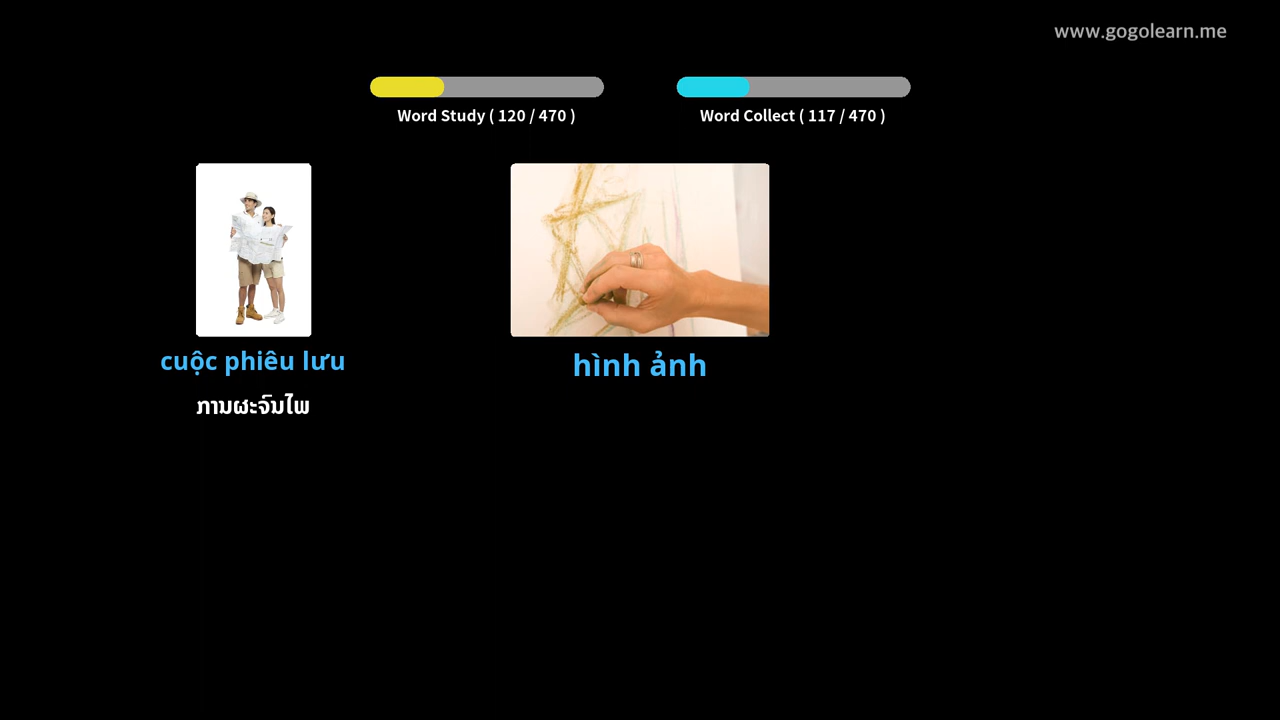 www.gogolearn.me
Word Study ( 120 / 470 )
Word Collect ( 117 / 470 )
cuộc phiêu lưu
ການຜະຈົນໄພ
hình ảnh